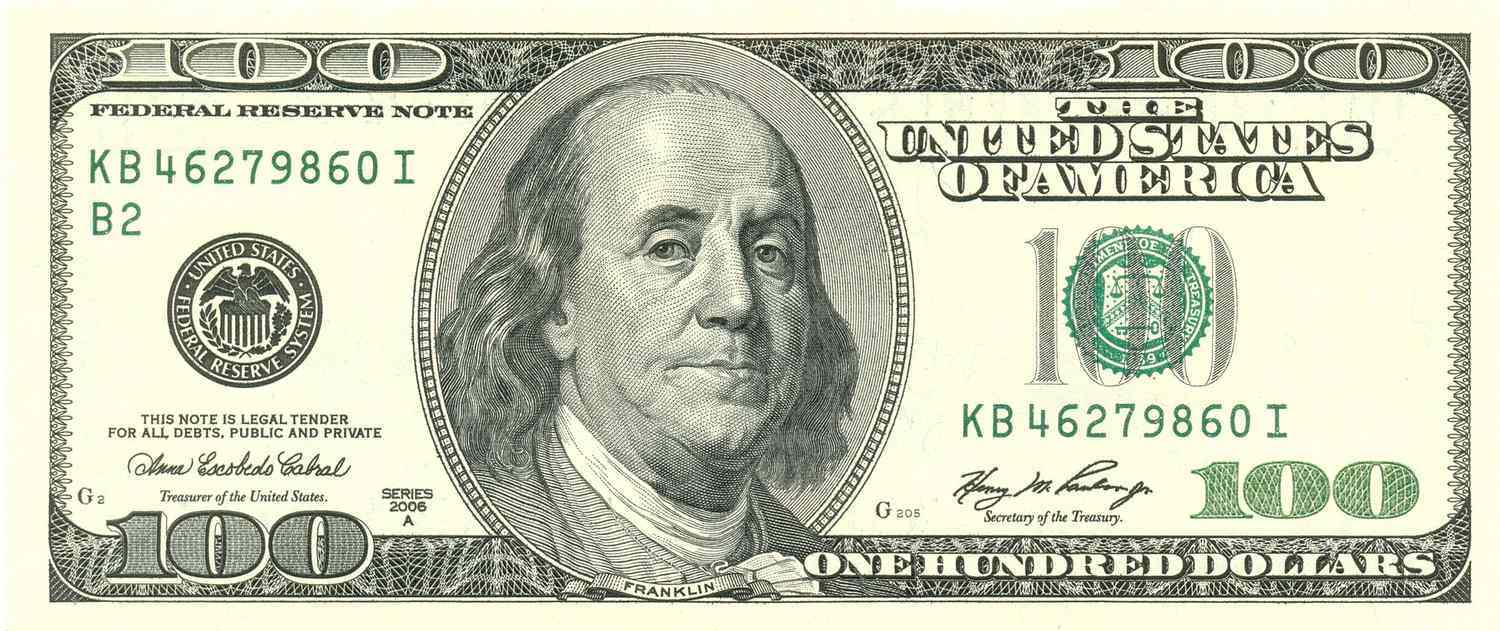 100
100
FEDERAL RESERVE NOTE
THE
UNITED STATES
OF AMERICA
KB 46279860 I
B2
UNITED STATES
FEDERAL RESERVE SYSTEM
100
KB 46279860 I
THIS NOTE IS LEGAL TENDER
FOR ALL DEBTS, PUBLIC AND PRIVATE
Anna Escobedo Cabral
Treasurer of the United States.
G2
SERIES
2006
A
G 205
Henry M. Paulson Jr
Secretary of the Treasury.
100
100
FRANKLIN
ONE HUNDRED DOLLARS